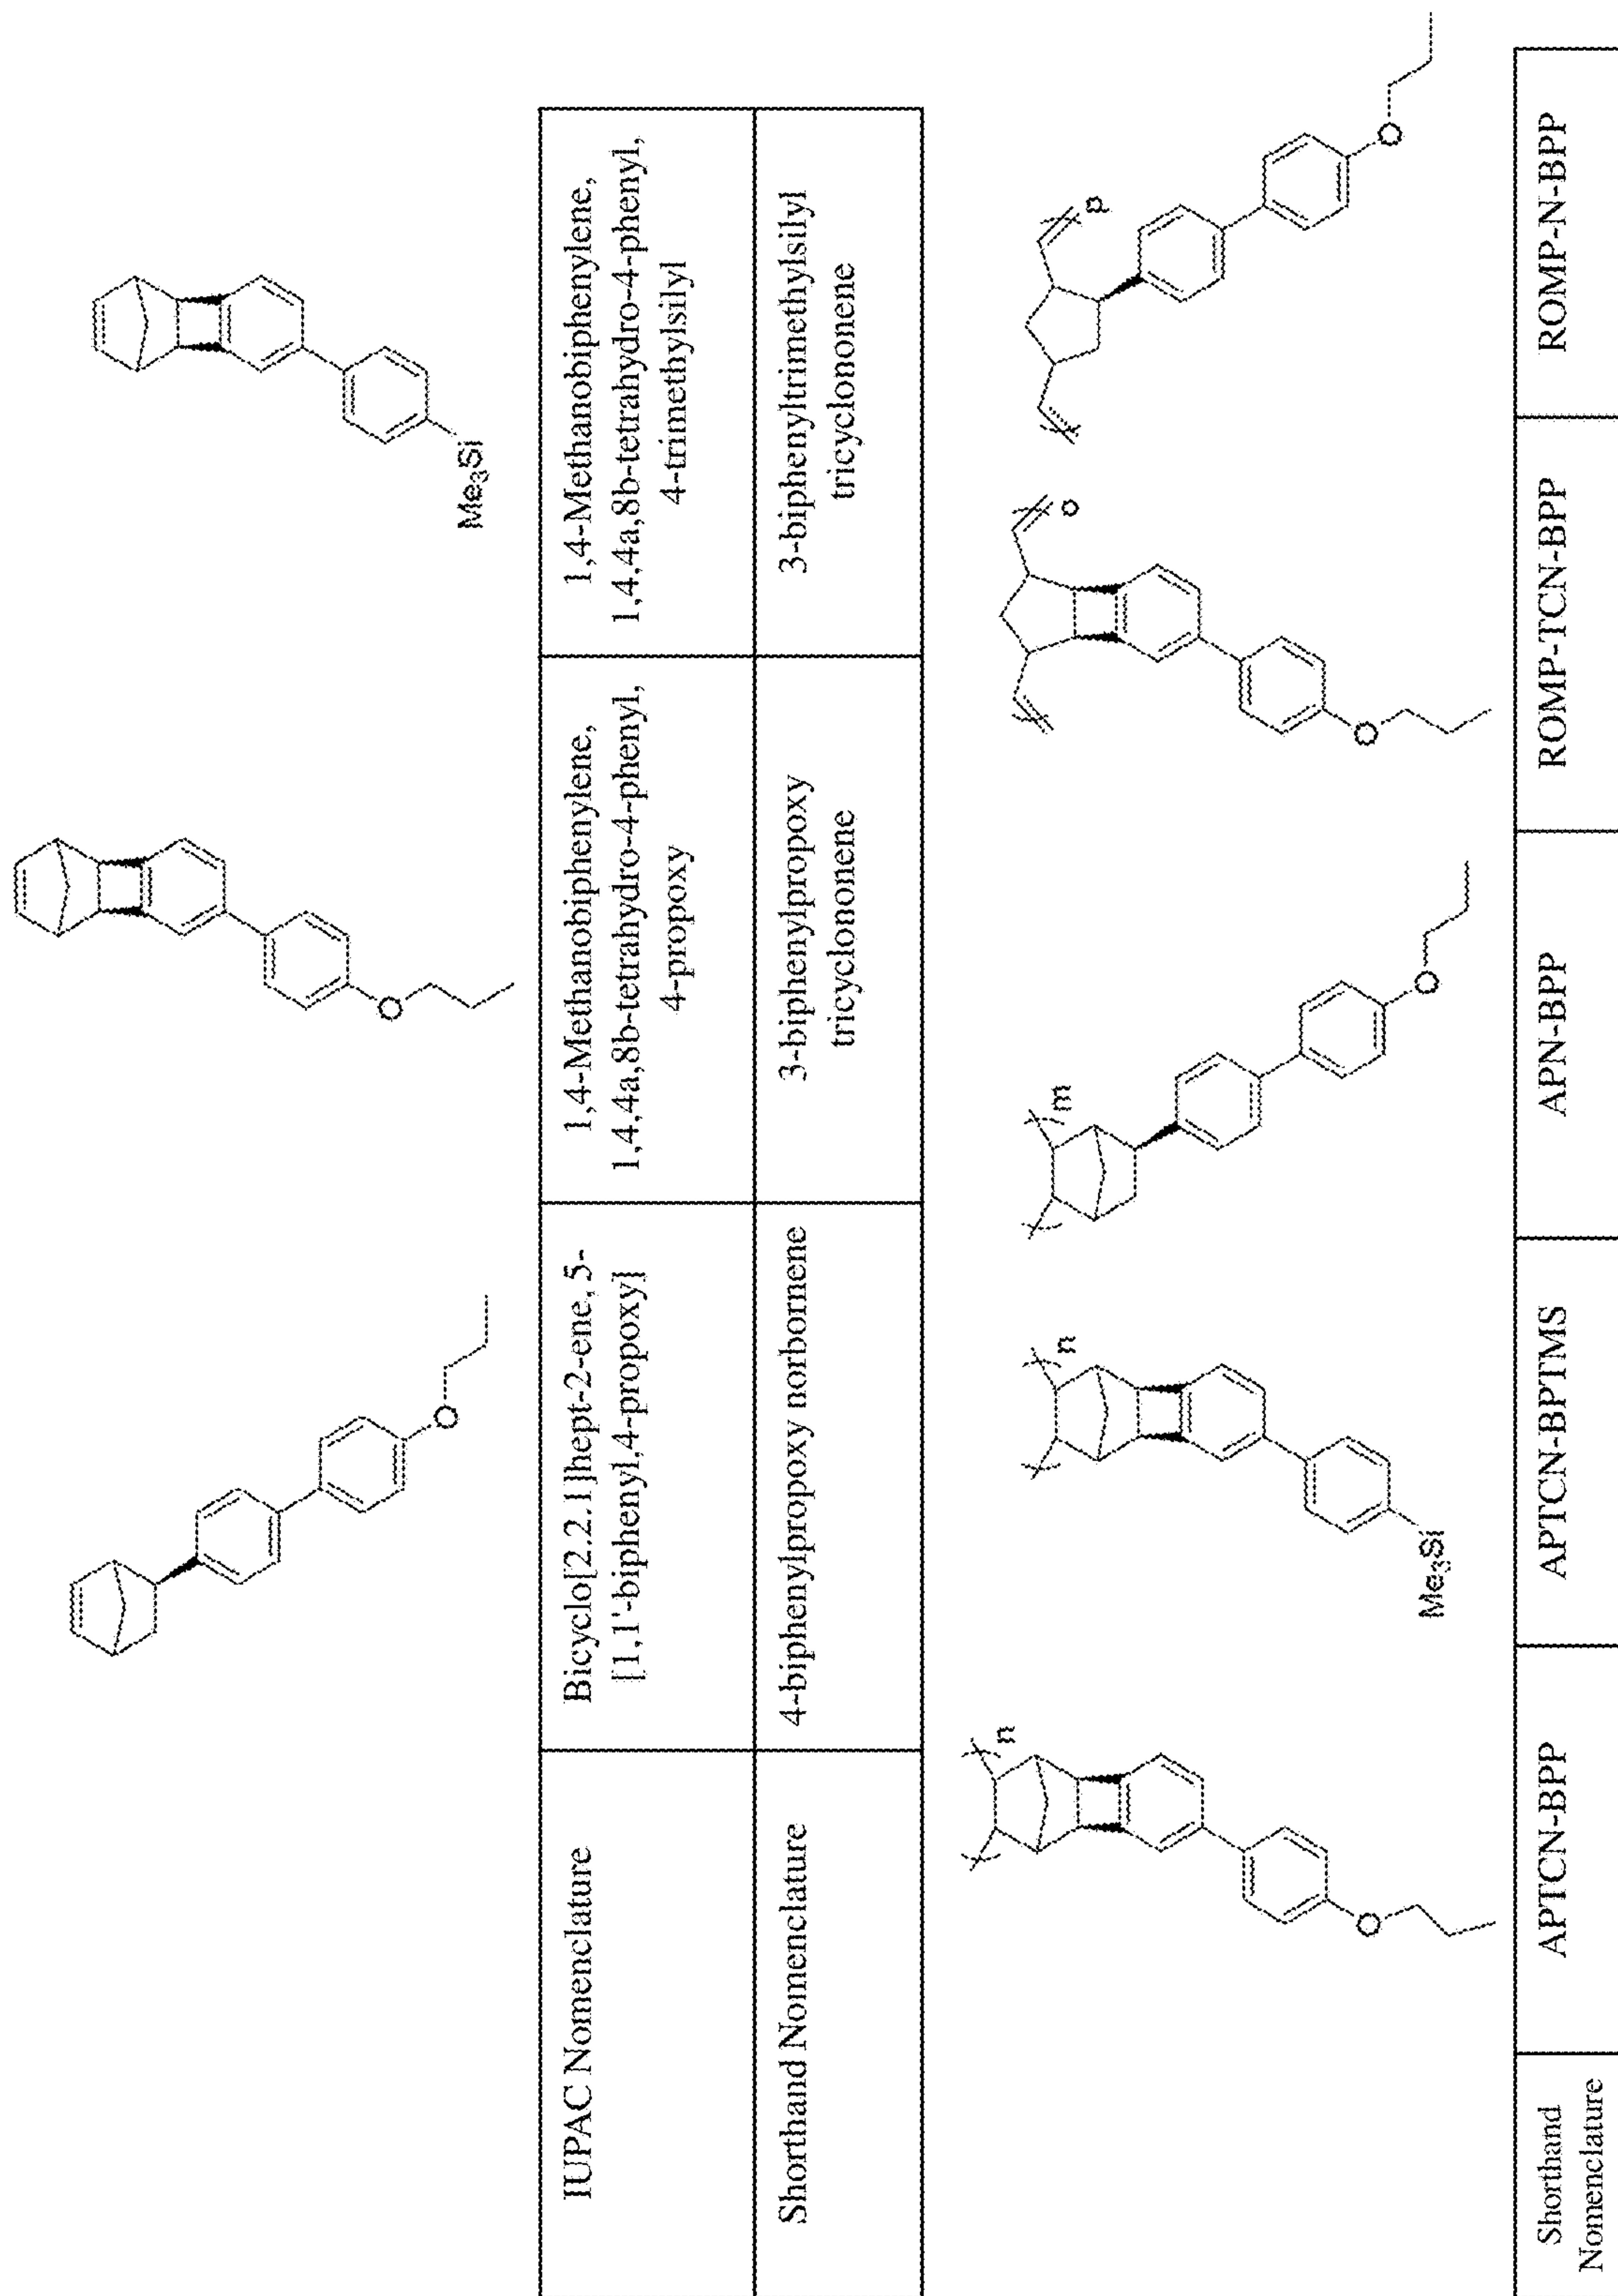 O
O
Me₃Si
IUPAC Nomenclature
Bicyclo[2.2.1]hept-2-ene, 5-
[1,1'-biphenyl,4-propoxy]
1,4-Methanobiphenylene,
1,4,4a,8b-tetrahydro-4-phenyl,
4-propoxy
1,4-Methanobiphenylene,
1,4,4a,8b-tetrahydro-4-phenyl,
4-trimethylsilyl
Shorthand Nomenclature
4-biphenylpropoxy norbornene
3-biphenylpropoxy
tricyclononene
3-biphenyltrimethylsilyl
tricyclononene
n
O
n
Me₃Si
m
O
o
O
p
O
Shorthand
Nomenclature
APTCN-BPP
APTCN-BPTMS
APN-BPP
ROMP-TCN-BPP
ROMP-N-BPP